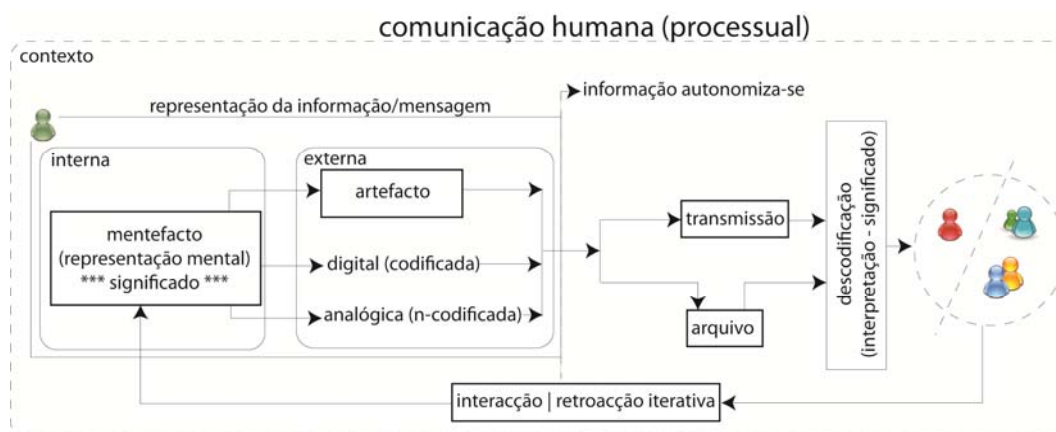 comunicação humana (processual)
contexto
representação da informação/mensagem
informação autonomiza-se
interna
externa
mentefacto
(representação mental)
*** significado ***
artefacto
digital (codificada)
analógica (n-codificada)
transmissão
arquivo
descodificação
(interpretação - significado)
interacção | retroacção iterativa